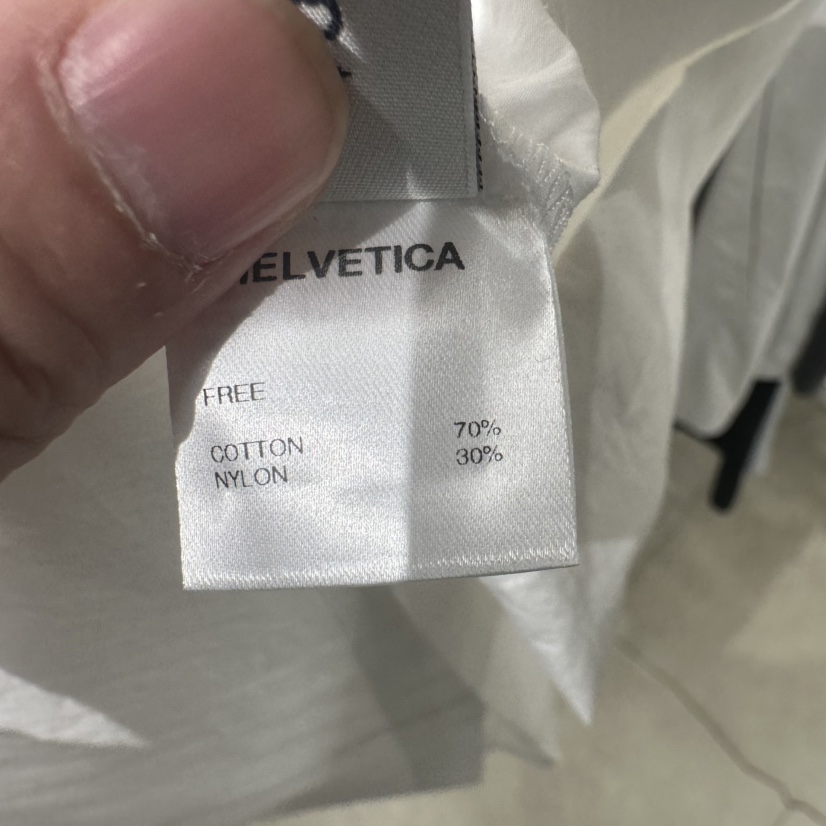 HELVETICA
FREE
COTTON 70%
NYLON 30%